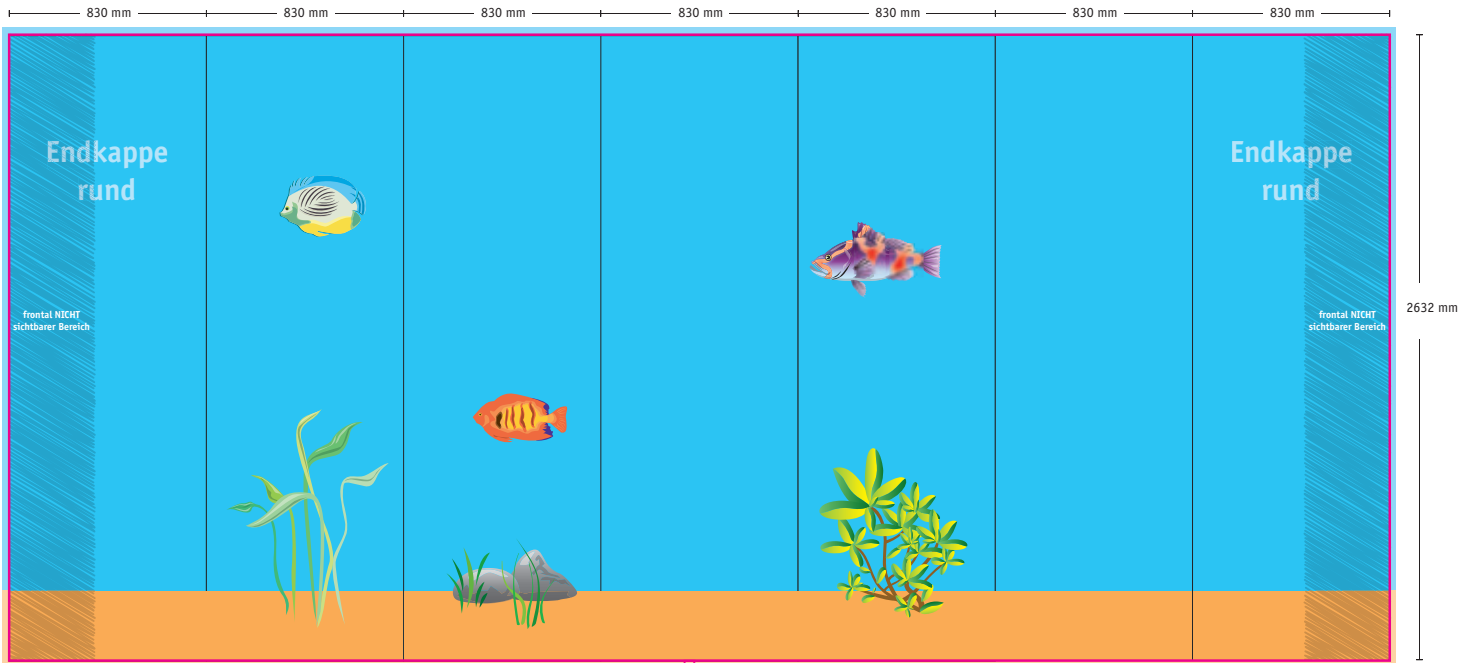 830 mm 830 mm 830 mm 830 mm 830 mm 830 mm 830 mm
Endkappe
rund
Endkappe
rund
frontal NICHT
sichtbarer Bereich
frontal NICHT
sichtbarer Bereich
2632 mm